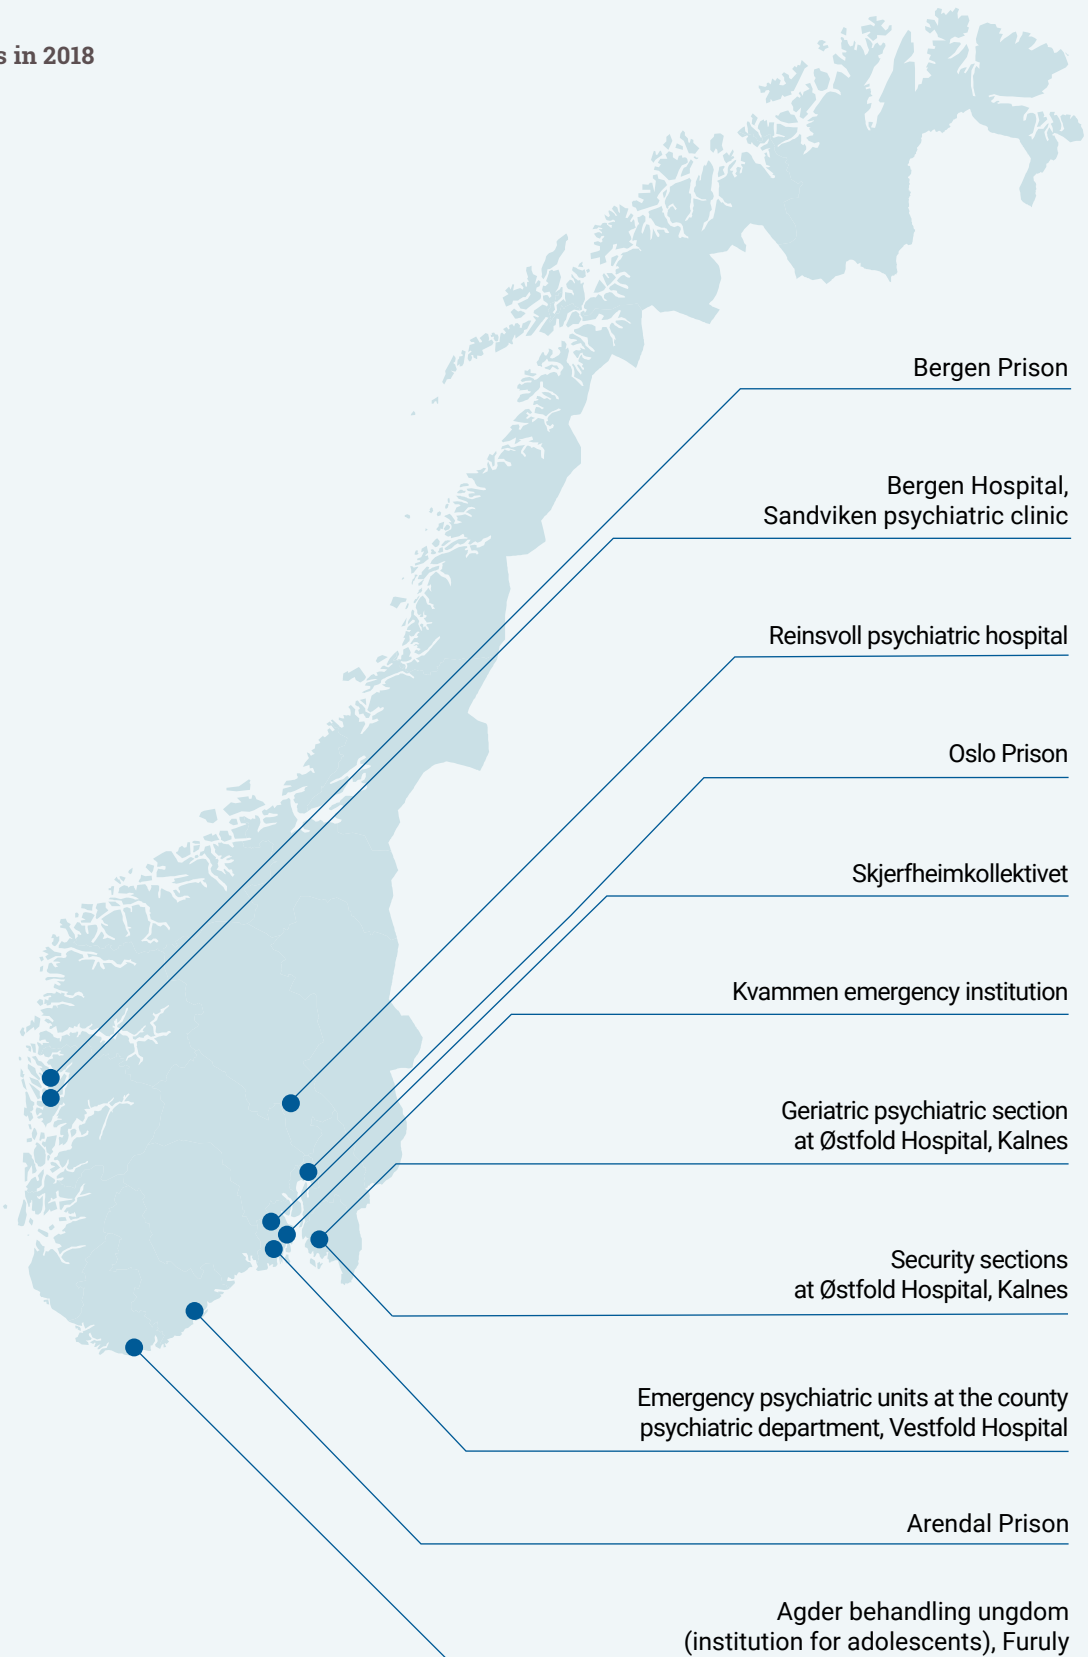 s in 2018
Bergen Prison
Bergen Hospital,
Sandviken psychiatric clinic
Reinsvoll psychiatric hospital
Oslo Prison
Skjerfheimkollektivet
Kvammen emergency institution
Geriatric psychiatric section
at Østfold Hospital, Kalnes
Security sections
at Østfold Hospital, Kalnes
Emergency psychiatric units at the county
psychiatric department, Vestfold Hospital
Arendal Prison
Agder behandling ungdom
(institution for adolescents), Furuly